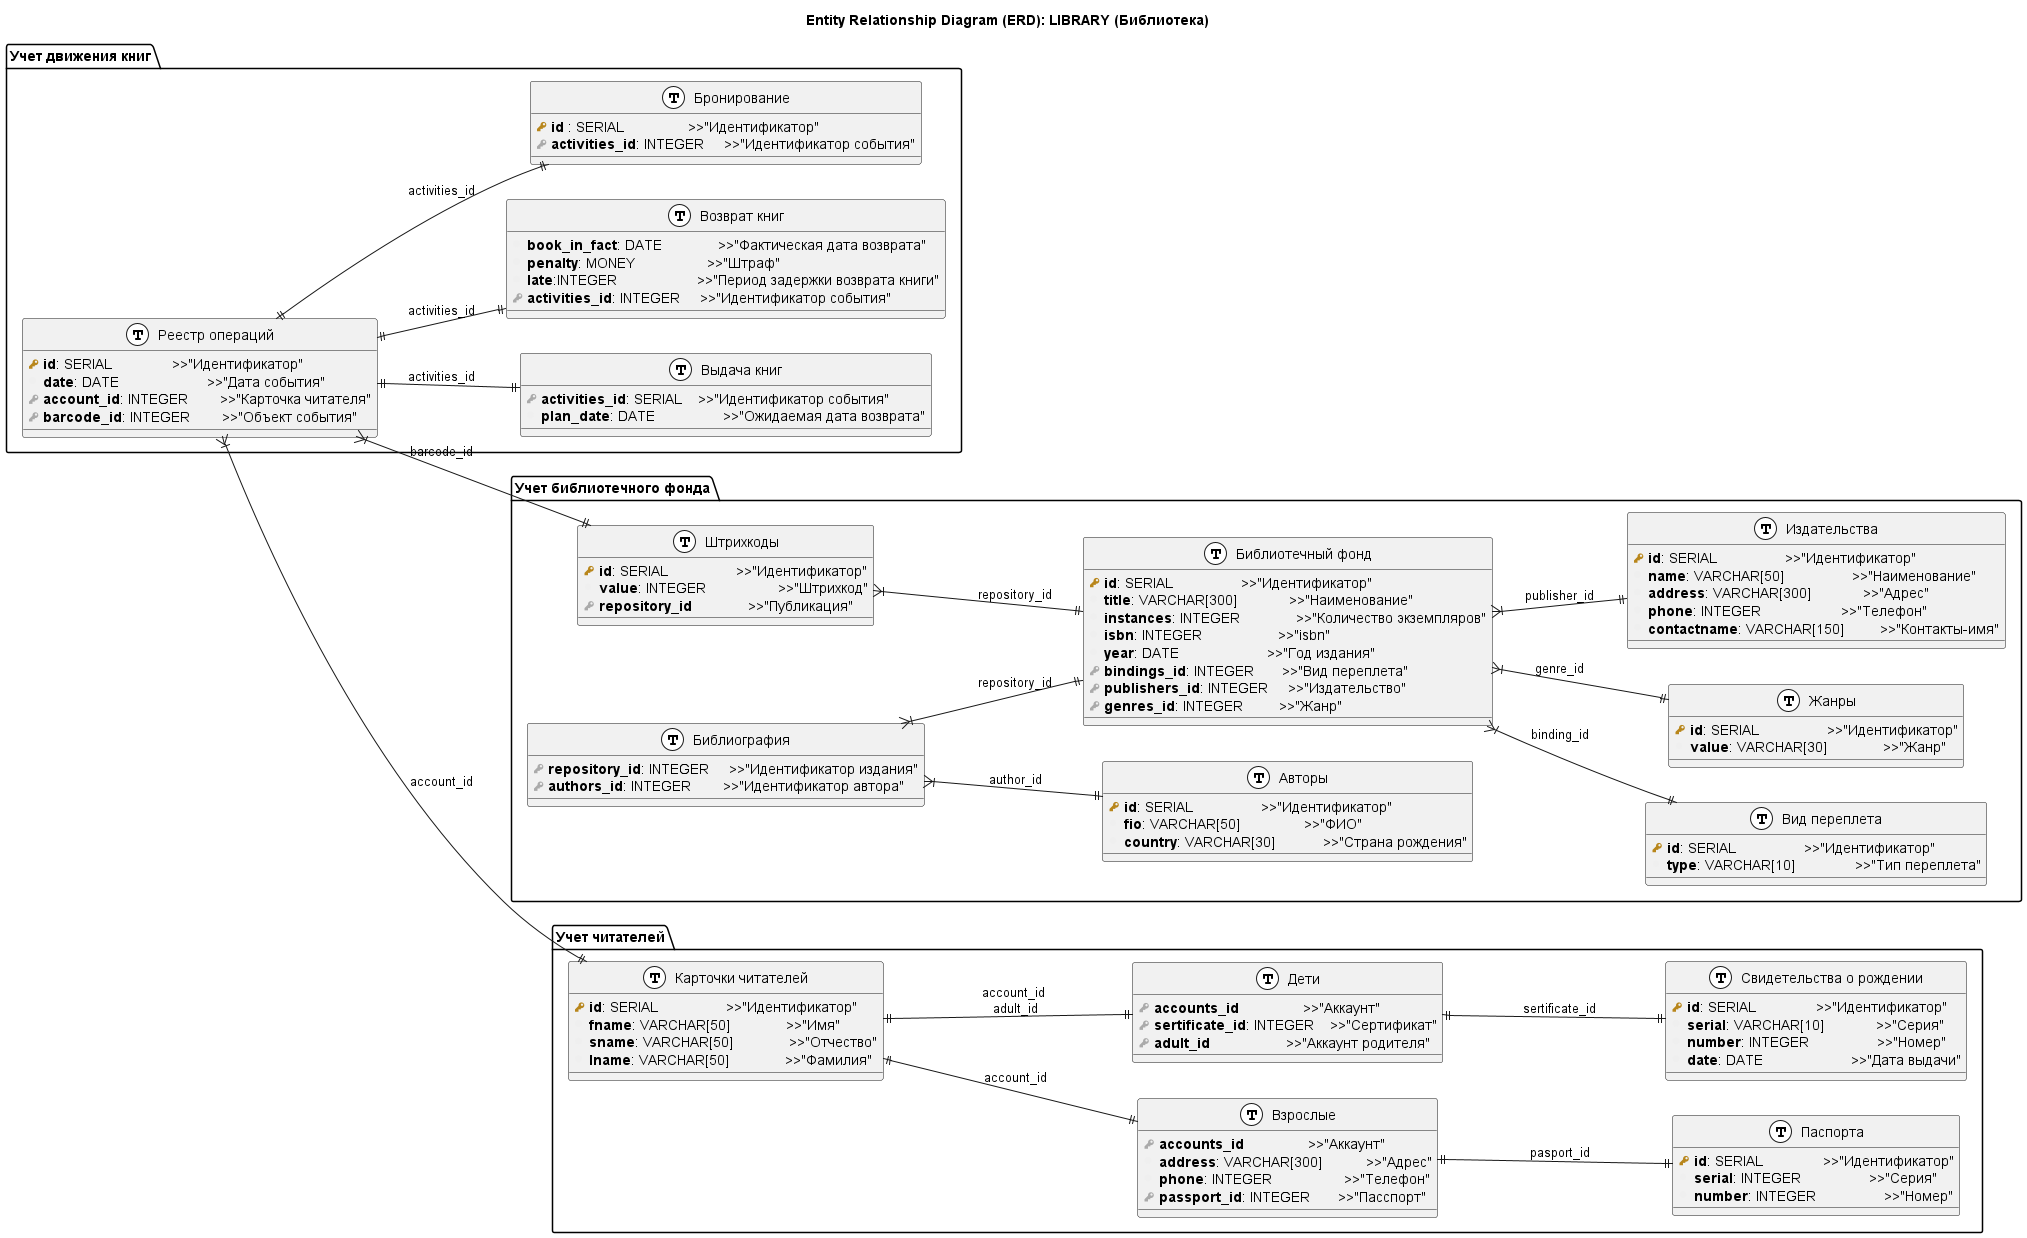 Entity Relationship Diagram (ERD): LIBRARY (Библиотека)
Учет движения книг
T Бронирование
id : SERIAL >>"Идентификатор"
activities_id: INTEGER >>"Идентификатор события"
activities_id
T Возврат книг
book_in_fact: DATE >>"Фактическая дата возврата"
penalty: MONEY >>"Штраф"
late:INTEGER >>"Период задержки возврата книги"
activities_id: INTEGER >>"Идентификатор события"
activities_id
T Реестр операций
id: SERIAL >>"Идентификатор"
date: DATE >>"Дата события"
account_id: INTEGER >>"Карточка читателя"
barcode_id: INTEGER >>"Объект события"
activities_id
T Выдача книг
activities_id: SERIAL >>"Идентификатор события"
plan_date: DATE >>"Ожидаемая дата возврата"
barcode_id
Учет библиотечного фонда
T Штрихкоды
id: SERIAL >>"Идентификатор"
value: INTEGER >>"Штрихкод"
repository_id >>"Публикация"
repository_id
T Библиотечный фонд
id: SERIAL >>"Идентификатор"
title: VARCHAR[300] >>"Наименование"
instances: INTEGER >>"Количество экземпляров"
isbn: INTEGER >>"isbn"
year: DATE >>"Год издания"
bindings_id: INTEGER >>"Вид переплета"
publishers_id: INTEGER >>"Издательство"
genres_id: INTEGER >>"Жанр"
publisher_id
T Издательства
id: SERIAL >>"Идентификатор"
name: VARCHAR[50] >>"Наименование"
address: VARCHAR[300] >>"Адрес"
phone: INTEGER >>"Телефон"
contactname: VARCHAR[150] >>"Контакты-имя"
genre_id
T Жанры
id: SERIAL >>"Идентификатор"
value: VARCHAR[30] >>"Жанр"
repository_id
T Библиография
repository_id: INTEGER >>"Идентификатор издания"
authors_id: INTEGER >>"Идентификатор автора"
author_id
T Авторы
id: SERIAL >>"Идентификатор"
fio: VARCHAR[50] >>"ФИО"
country: VARCHAR[30] >>"Страна рождения"
binding_id
T Вид переплета
id: SERIAL >>"Идентификатор"
type: VARCHAR[10] >>"Тип переплета"
account_id
Учет читателей
T Карточки читателей
id: SERIAL >>"Идентификатор"
fname: VARCHAR[50] >>"Имя"
sname: VARCHAR[50] >>"Отчество"
lname: VARCHAR[50] >>"Фамилия"
account_id
adult_id
T Дети
accounts_id >>"Аккаунт"
sertificate_id: INTEGER >>"Сертификат"
adult_id >>"Аккаунт родителя"
sertificate_id
T Свидетельства о рождении
id: SERIAL >>"Идентификатор"
serial: VARCHAR[10] >>"Серия"
number: INTEGER >>"Номер"
date: DATE >>"Дата выдачи"
account_id
T Взрослые
accounts_id >>"Аккаунт"
address: VARCHAR[300] >>"Адрес"
phone: INTEGER >>"Телефон"
passport_id: INTEGER >>"Пасспорт"
pasport_id
T Паспорта
id: SERIAL >>"Идентификатор"
serial: INTEGER >>"Серия"
number: INTEGER >>"Номер"